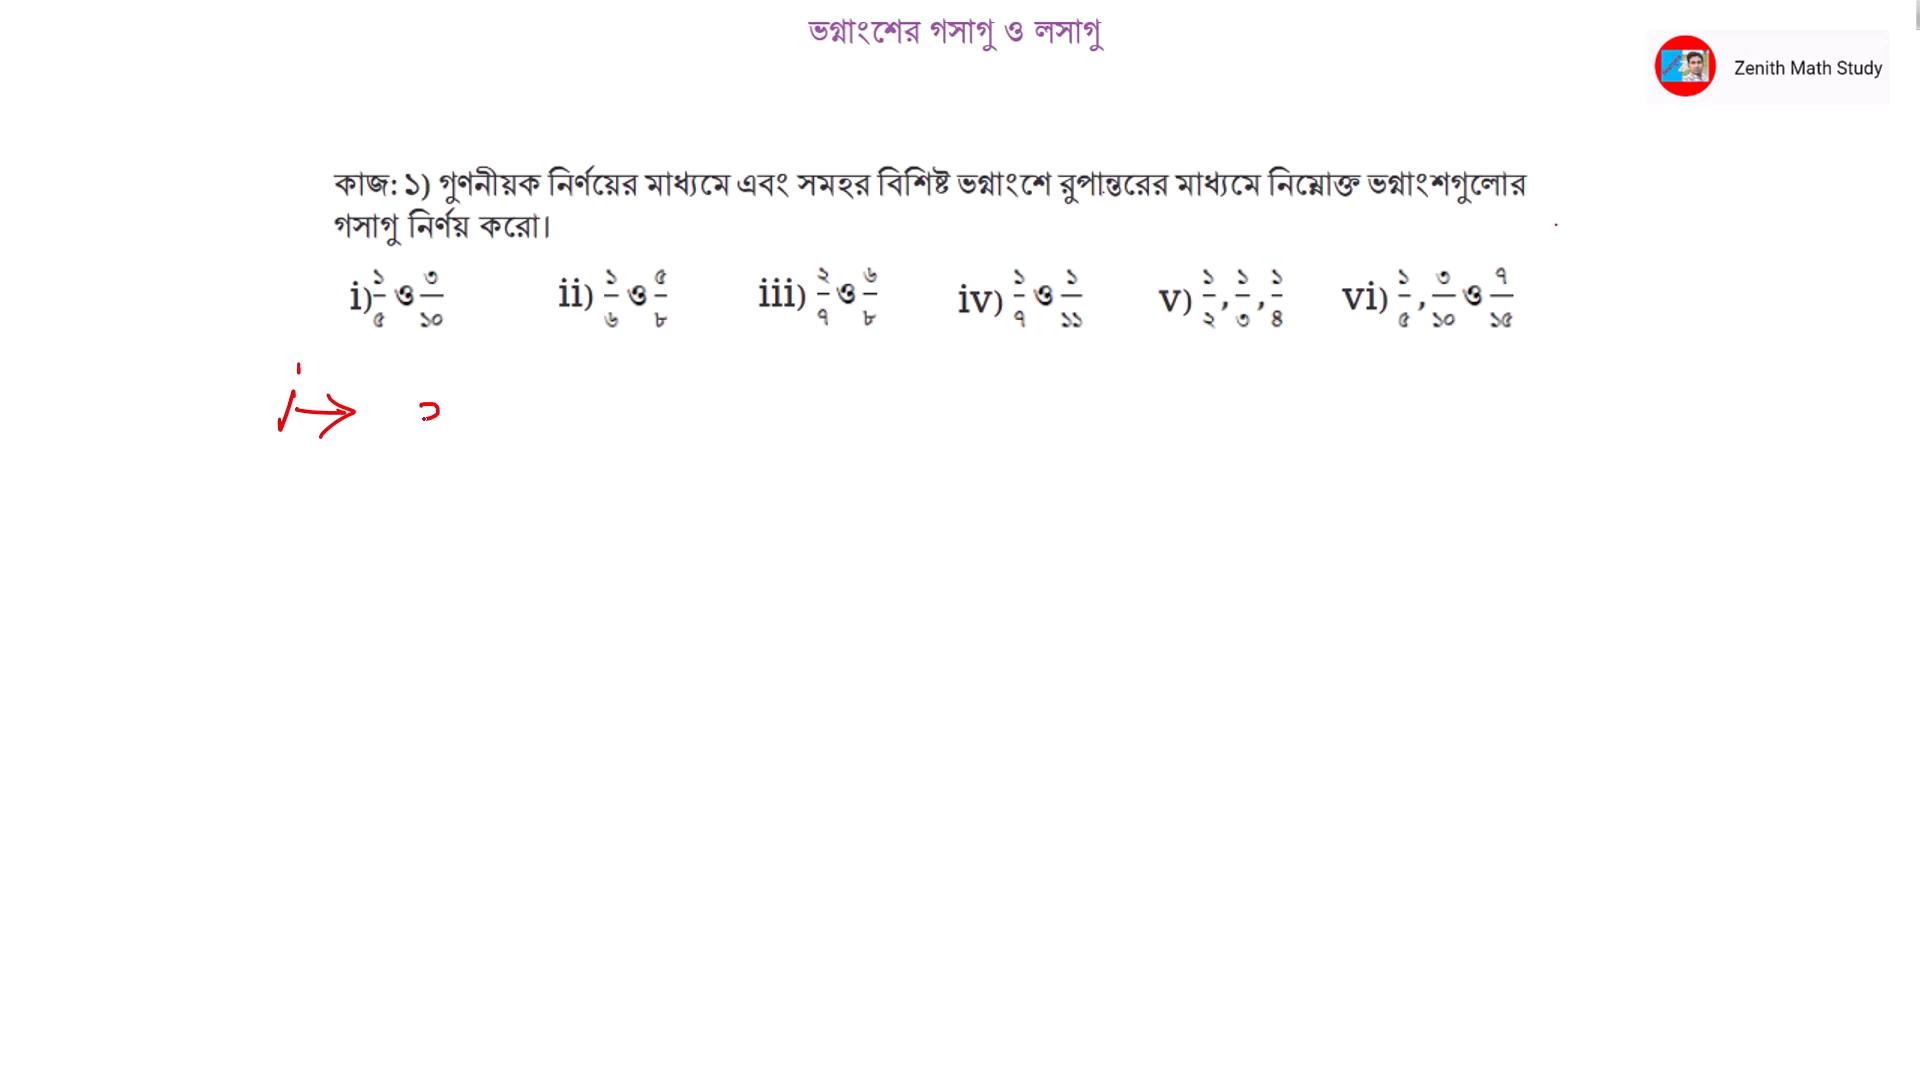 ভগ্নাংশের গসাগু ও লসাগু
Zenith Math Study
কাজ: ১) গুণনীয়ক নির্ণয়ের মাধ্যমে এবং সমহর বিশিষ্ট ভগ্নাংশে রুপান্তরের মাধ্যমে নিম্নোক্ত ভগ্নাংশগুলোর
গসাগু নির্ণয় করো।
i) ১/৫ ও ৩/১০ ii) ১/৬ ও ৫/৮ iii) ২/৭ ও ৬/৮ iv) ১/৭ ও ১/১১ v) ১/২, ১/৩, ১/৪ vi) ১/৫, ৩/১০ ও ৭/১৫
i →